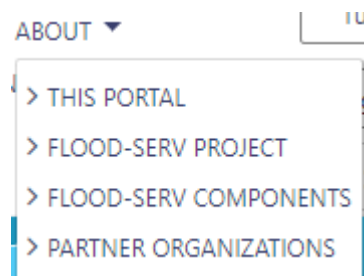 ABOUT
> THIS PORTAL
> FLOOD-SERV PROJECT
> FLOOD-SERV COMPONENTS
> PARTNER ORGANIZATIONS